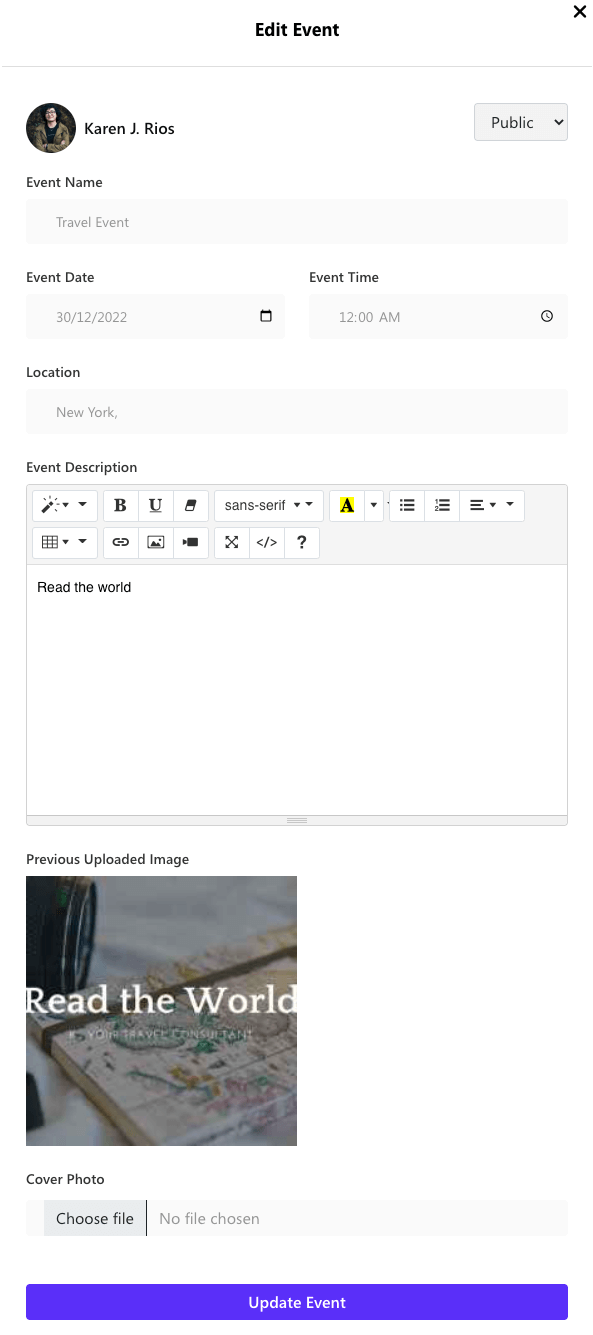 Edit Event
Karen J. Rios
Public
Event Name
Travel Event
Event Date
Event Time
30/12/2022
12:00 AM
Location
New York,
Event Description
B U sans-serif A
</> ?
Read the world
Previous Uploaded Image
Read the World
YOUR TRAVEL CONSULTANT
Cover Photo
Choose file No file chosen
Update Event